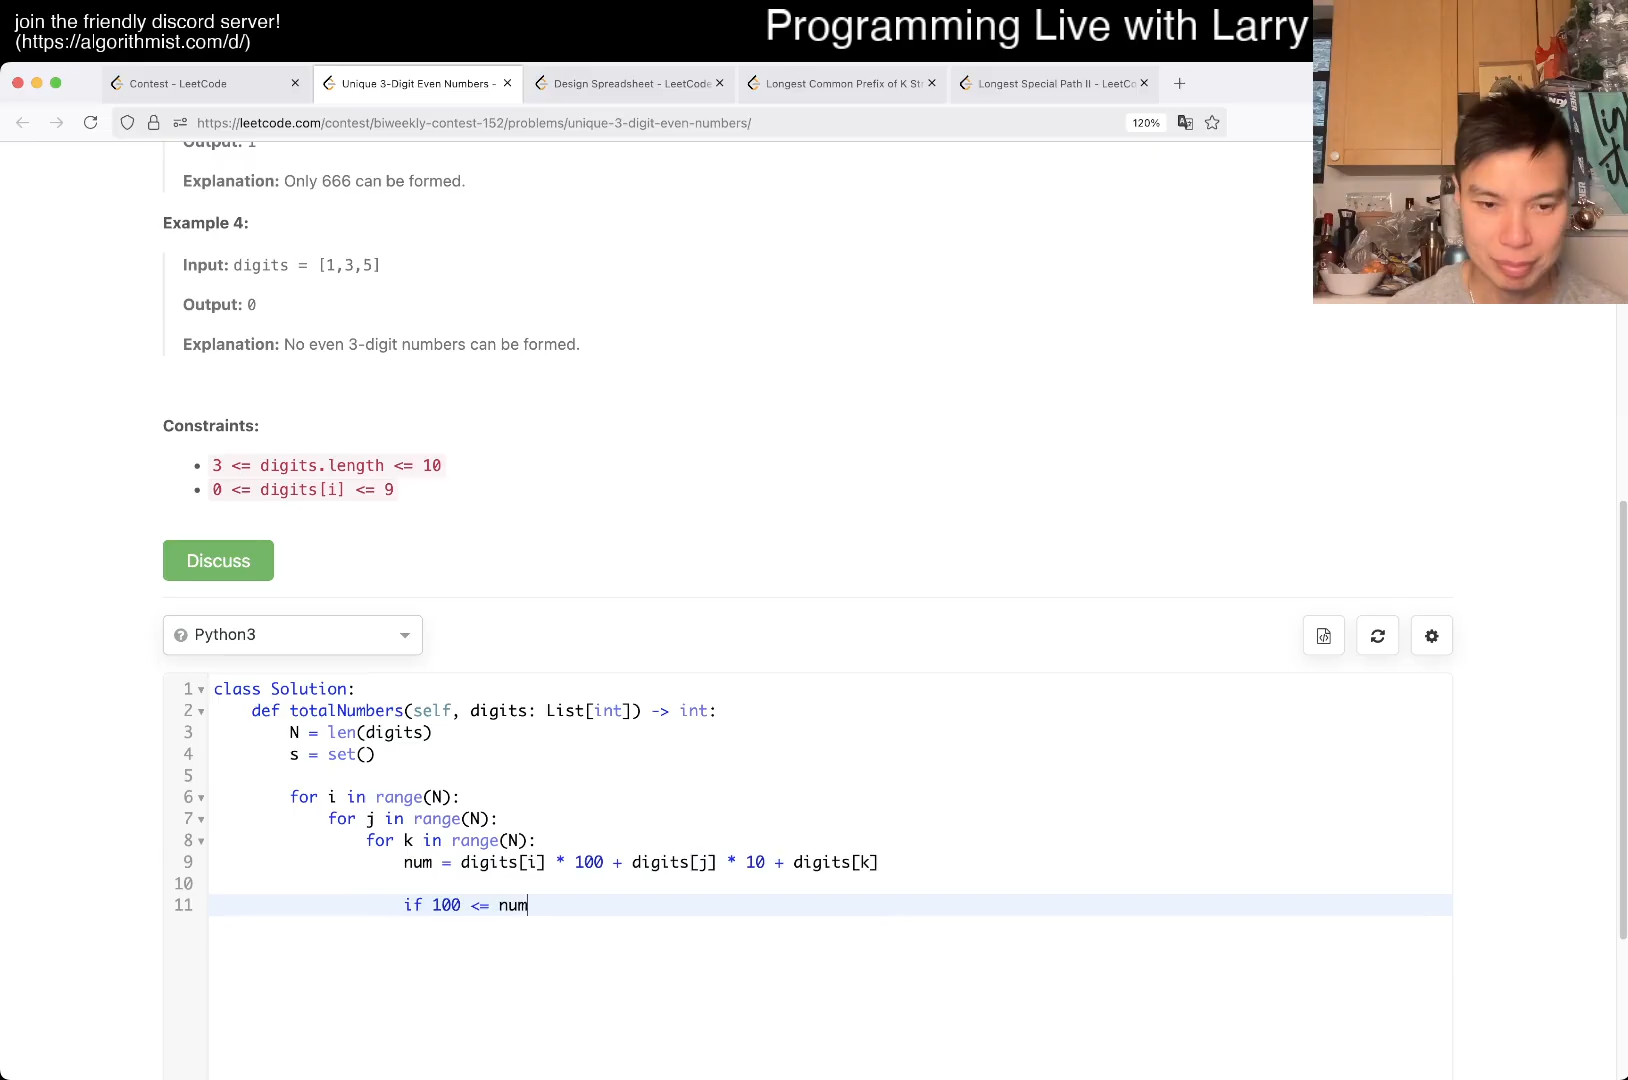 join the friendly discord server!
(https://algorithmist.com/d/)
Programming Live with Larry
Contest - LeetCode
Unique 3-Digit Even Numbers -
Design Spreadsheet - LeetCode
Longest Common Prefix of K St
Longest Special Path II - LeetCo
https://leetcode.com/contest/biweekly-contest-152/problems/unique-3-digit-even-numbers/
120%
Output: 1
Explanation: Only 666 can be formed.
Example 4:
Input: digits = [1,3,5]
Output: 0
Explanation: No even 3-digit numbers can be formed.
Constraints:
3 <= digits.length <= 10
0 <= digits[i] <= 9
Discuss
Python3
1 class Solution:
2 def totalNumbers(self, digits: List[int]) -> int:
3 N = len(digits)
4 s = set()
5
6 for i in range(N):
7 for j in range(N):
8 for k in range(N):
9 num = digits[i] * 100 + digits[j] * 10 + digits[k]
10
11 if 100 <= num